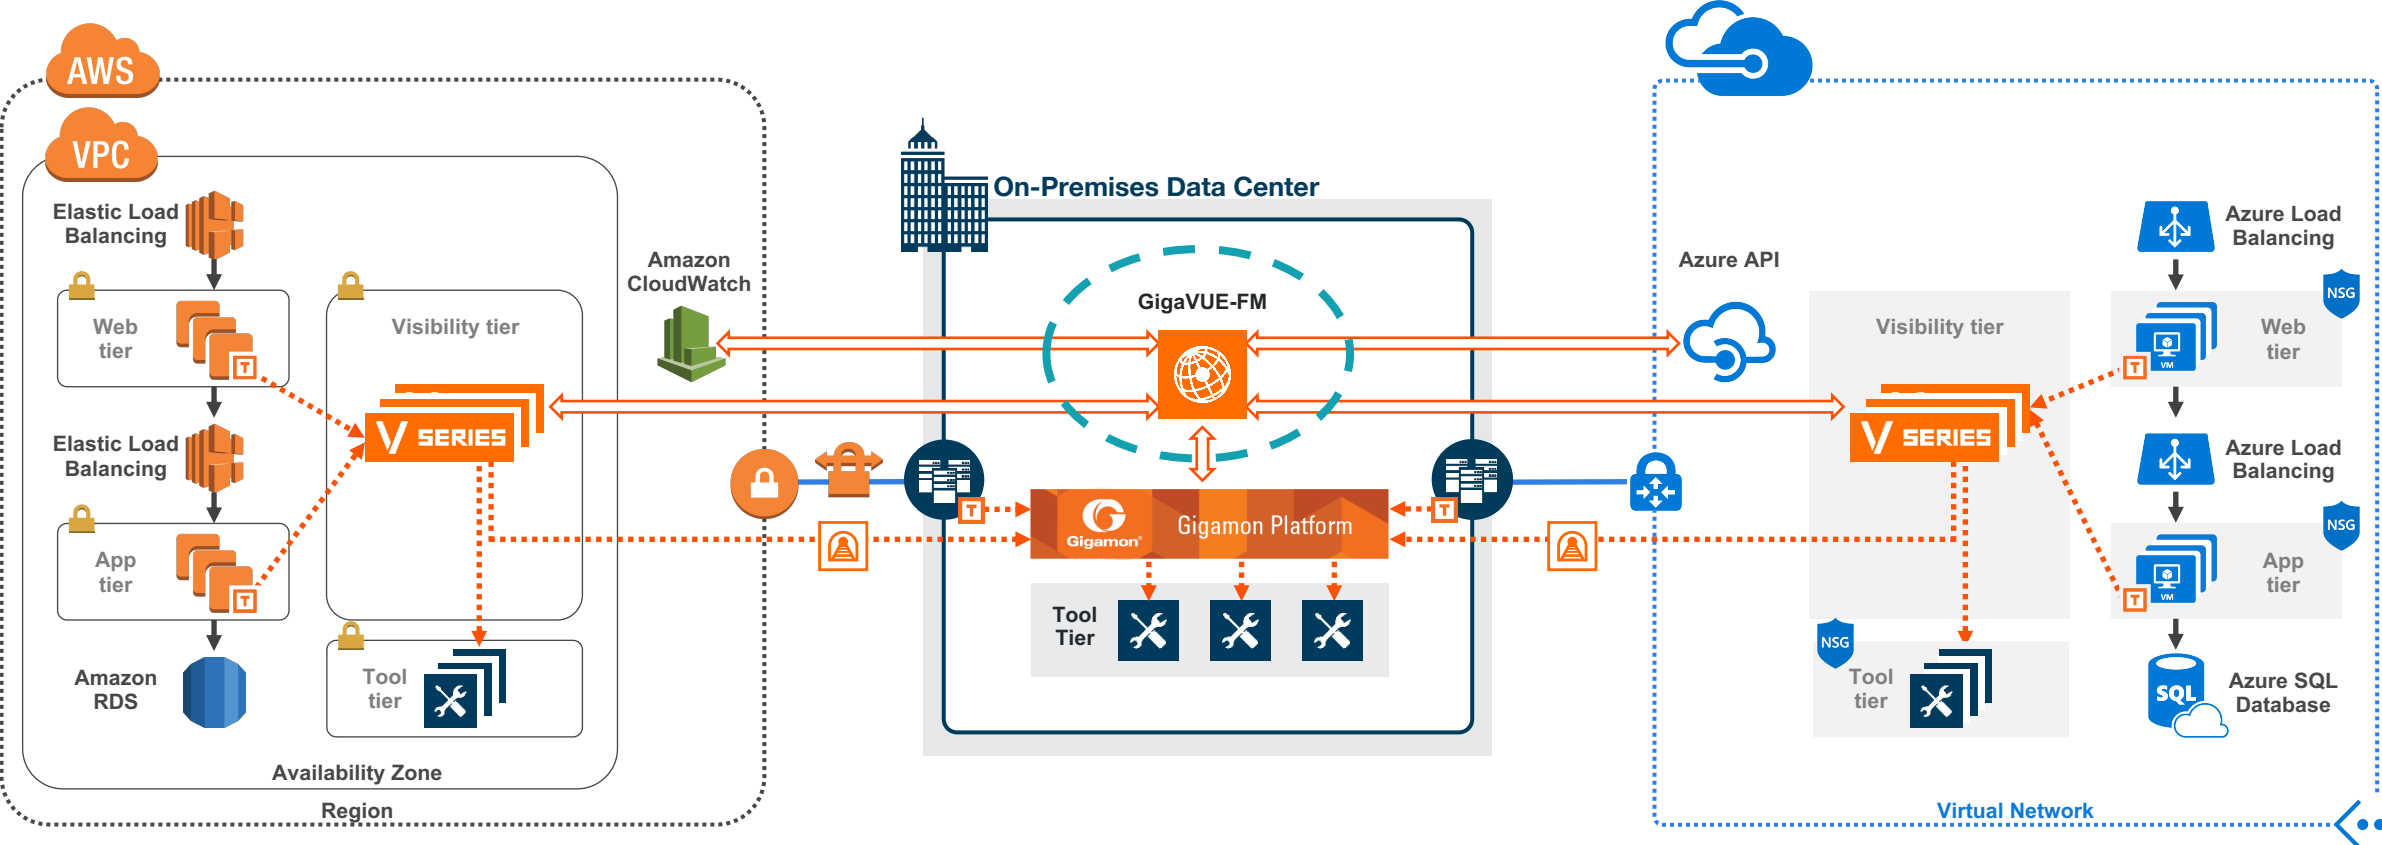 AWS
VPC
Elastic Load
Balancing
Web
tier
T
Elastic Load
Balancing
App
tier
T
Amazon
RDS
Visibility tier
V SERIES
Tool
tier
Availability Zone
Region
Amazon
CloudWatch
On-Premises Data Center
GigaVUE-FM
T
Gigamon®
Gigamon Platform
T
Tool
Tier
Azure API
Visibility tier
V SERIES
NSG
Tool
tier
Azure Load
Balancing
NSG
Web
tier
VM
T
Azure Load
Balancing
NSG
App
tier
VM
T
SQL
Azure SQL
Database
Virtual Network